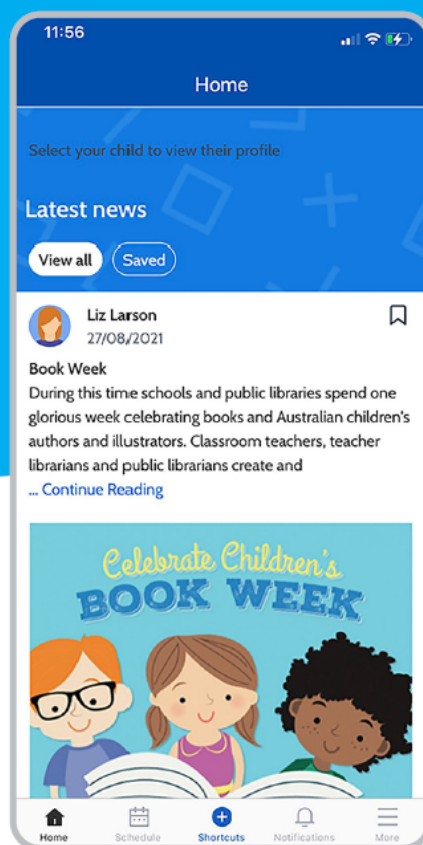 11:56
Home
Select your child to view their profile
Latest news
View all
Saved
Liz Larson
27/08/2021
Book Week
During this time schools and public libraries spend one
glorious week celebrating books and Australian children's
authors and illustrators. Classroom teachers, teacher
librarians and public librarians create and
... Continue Reading
Celebrate Children's
BOOK WEEK
Home
Schedule
Shortcuts
Notifications
More